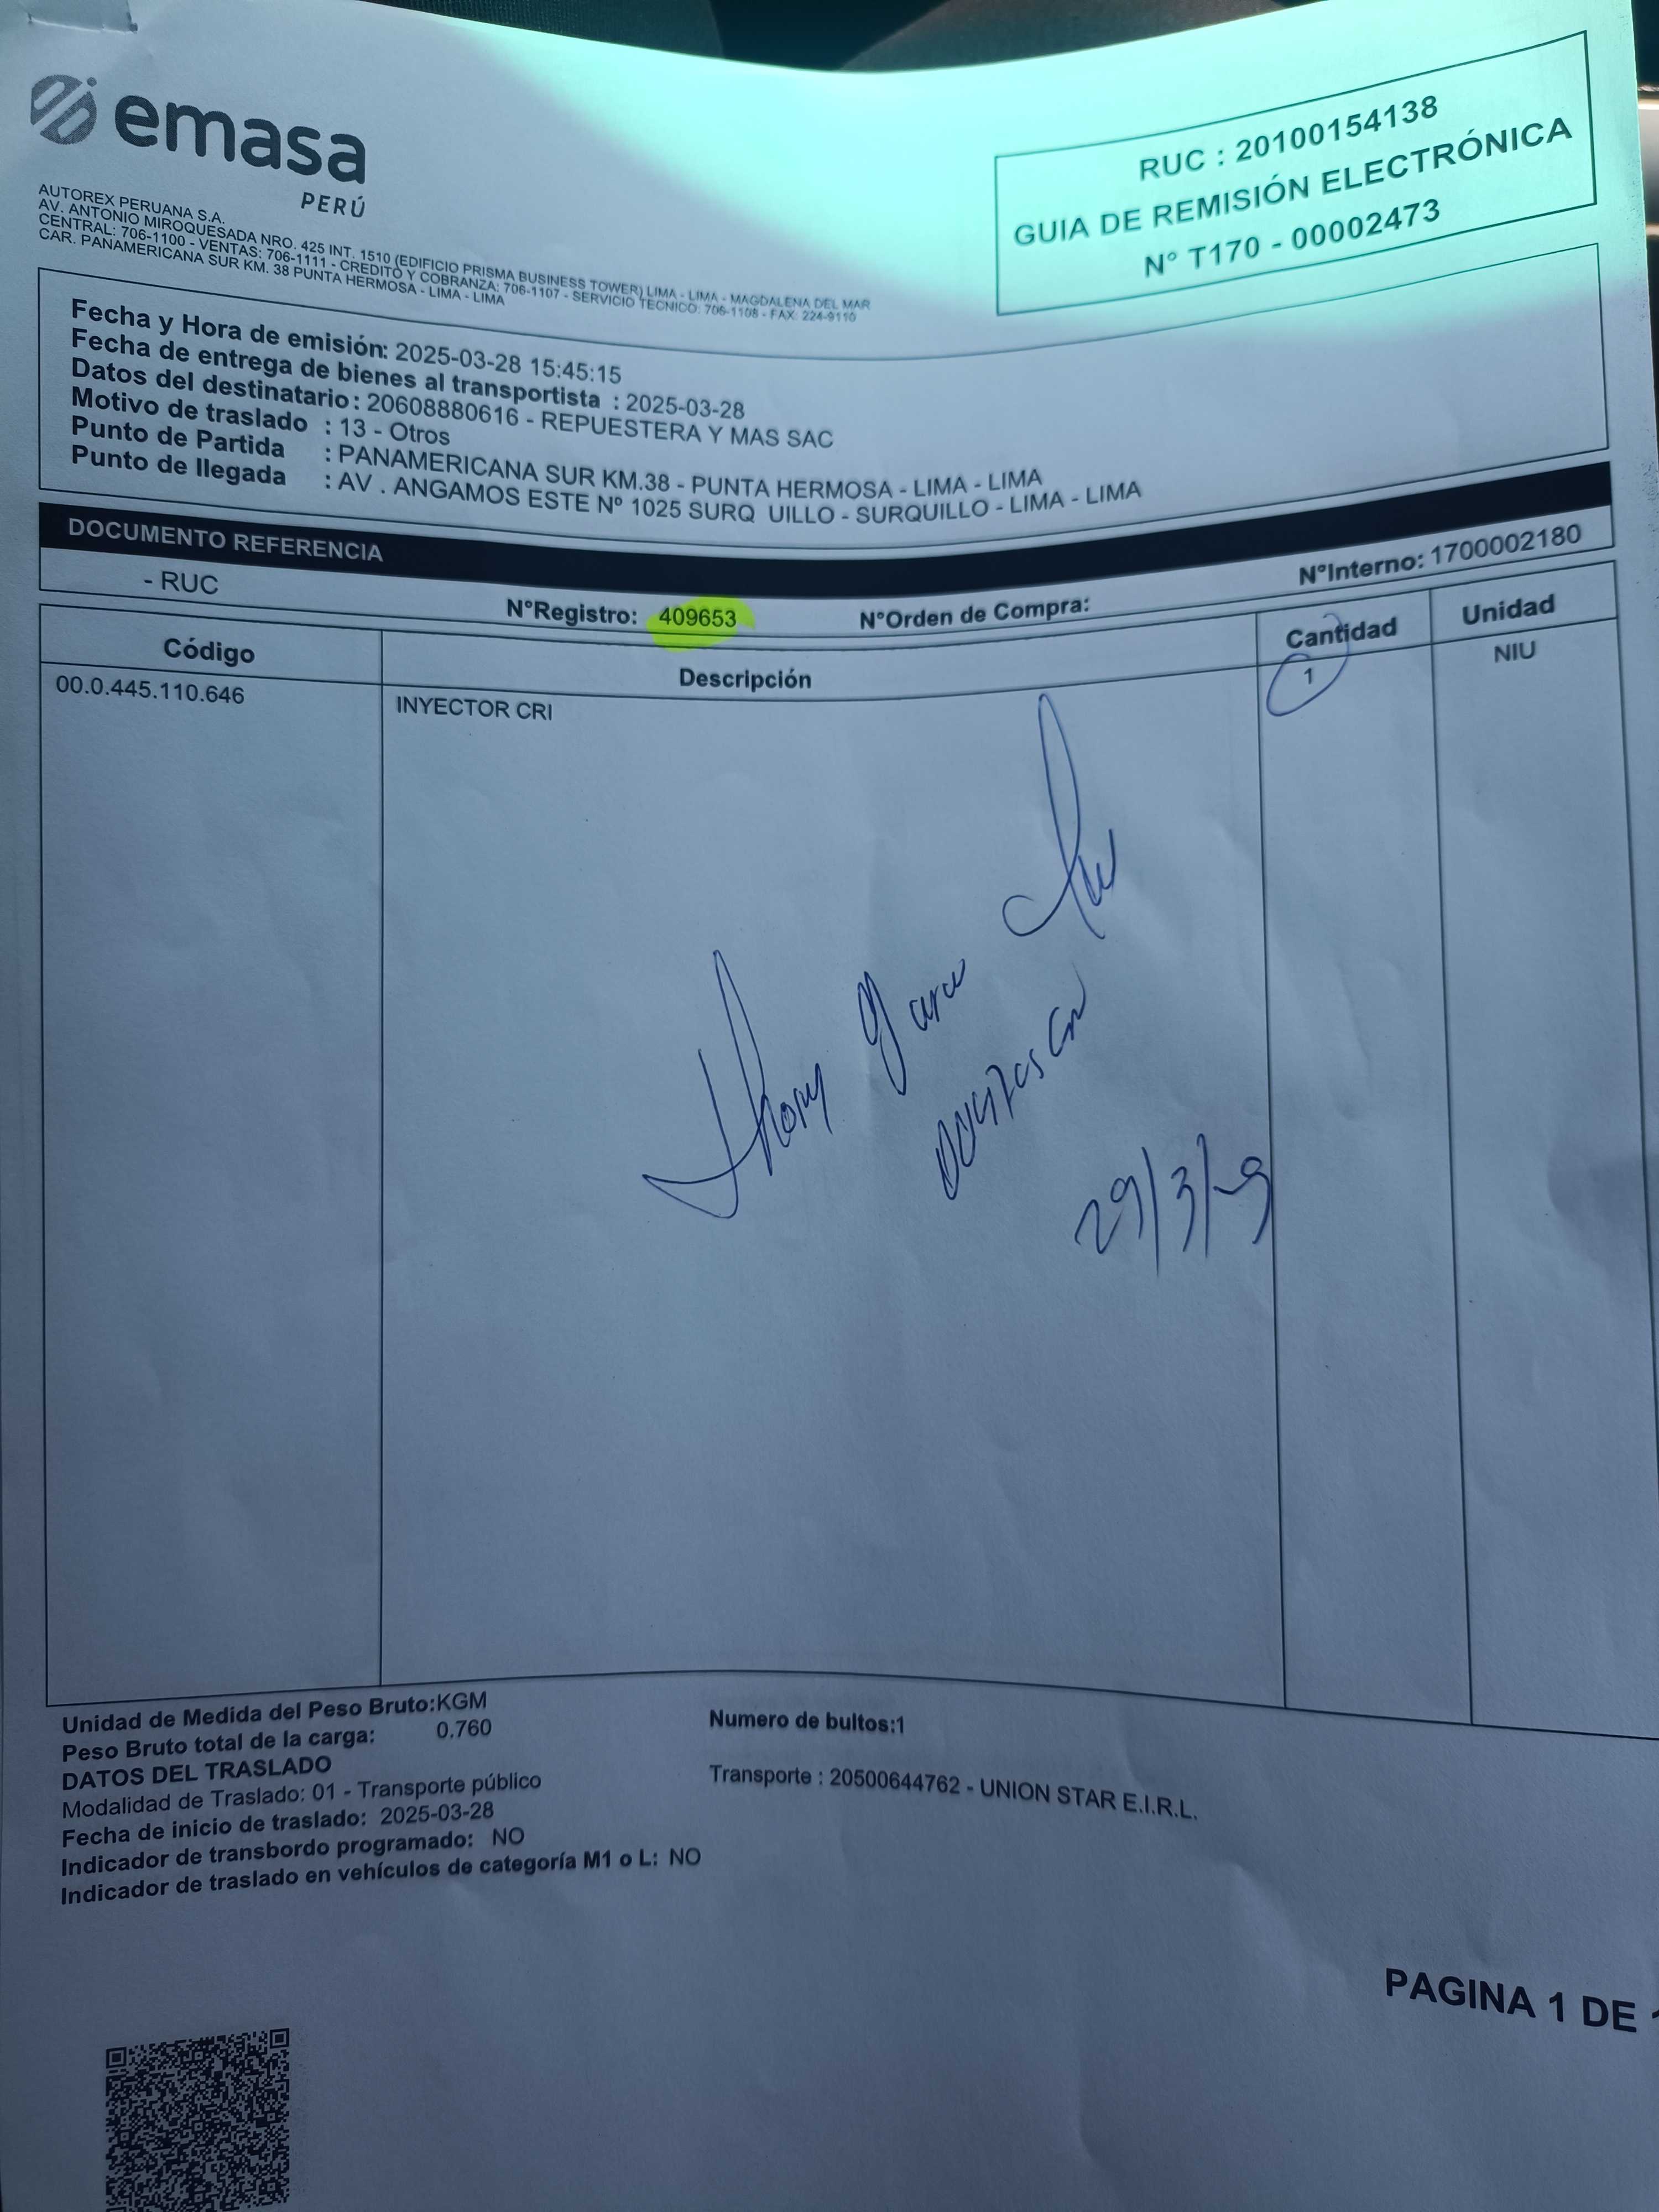 emasa
PERÚ
RUC : 20100154138
GUIA DE REMISIÓN ELECTRÓNICA
N° T170 - 00002473
AUTOREX PERUANA S.A.
AV. ANTONIO MIROQUESADA NRO. 425 INT. 1510 (EDIFICIO PRISMA BUSINESS TOWER) LIMA - LIMA - MAGDALENA DEL MAR
CENTRAL: 706-1100 - VENTAS: 706-1111 - CREDITO Y COBRANZA: 706-1107 - SERVICIO TECNICO: 706-1108 - FAX: 224-9110
CAR. PANAMERICANA SUR KM. 38 PUNTA HERMOSA - LIMA - LIMA
Fecha y Hora de emisión: 2025-03-28 15:45:15
Fecha de entrega de bienes al transportista : 2025-03-28
Datos del destinatario : 20608880616 - REPUESTERA Y MAS SAC
Motivo de traslado : 13 - Otros
Punto de Partida : PANAMERICANA SUR KM.38 - PUNTA HERMOSA - LIMA - LIMA
Punto de llegada : AV . ANGAMOS ESTE Nº 1025 SURQ UILLO - SURQUILLO - LIMA - LIMA
DOCUMENTO REFERENCIA
- RUC N°Registro: 409653 N°Orden de Compra: N°Interno: 1700002180
Código Descripción Cantidad Unidad
00.0.445.110.646 INYECTOR CRI 1 NIU
29/3/
Unidad de Medida del Peso Bruto:KGM
Peso Bruto total de la carga: 0.760 Numero de bultos:1
DATOS DEL TRASLADO
Modalidad de Traslado: 01 - Transporte público Transporte : 20500644762 - UNION STAR E.I.R.L.
Fecha de inicio de traslado: 2025-03-28
Indicador de transbordo programado: NO
Indicador de traslado en vehículos de categoría M1 o L: NO
PAGINA 1 DE